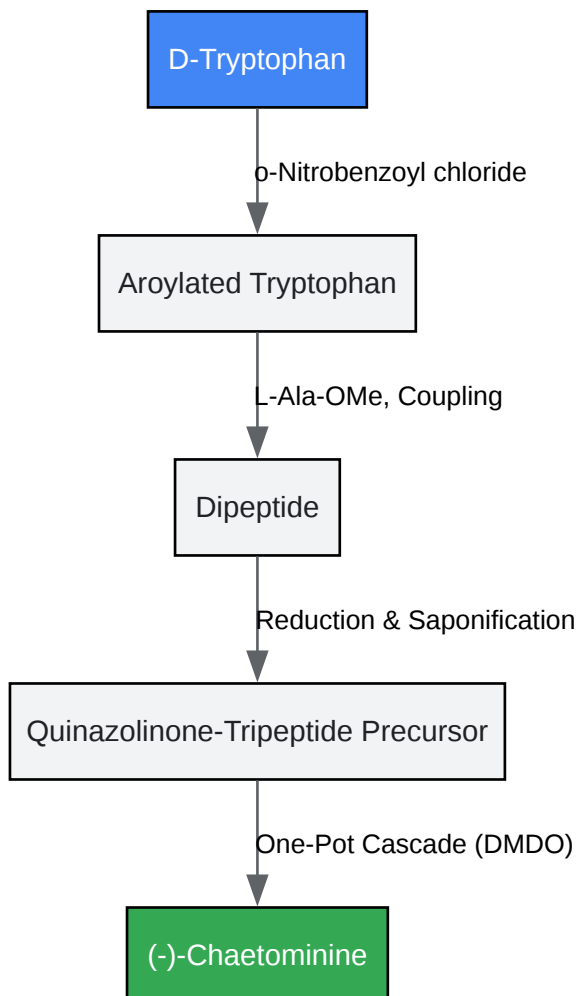 D-Tryptophan
o-Nitrobenzoyl chloride
Aroylated Tryptophan
L-Ala-OMe, Coupling
Dipeptide
Reduction & Saponification
Quinazolinone-Tripeptide Precursor
One-Pot Cascade (DMDO)
(-)-Chaetominine